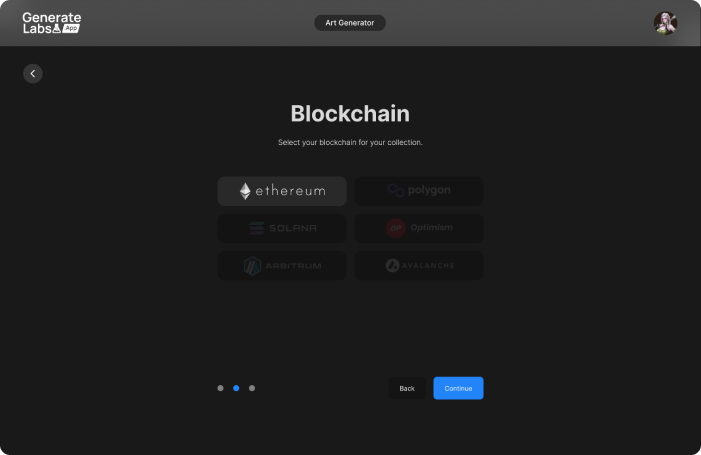 Generate
Labs App
Art Generator
Blockchain
Select your blockchain for your collection.
ethereum
polygon
SOLANA
OP Optimism
ARBITRUM
AVALANCHE
Back
Continue